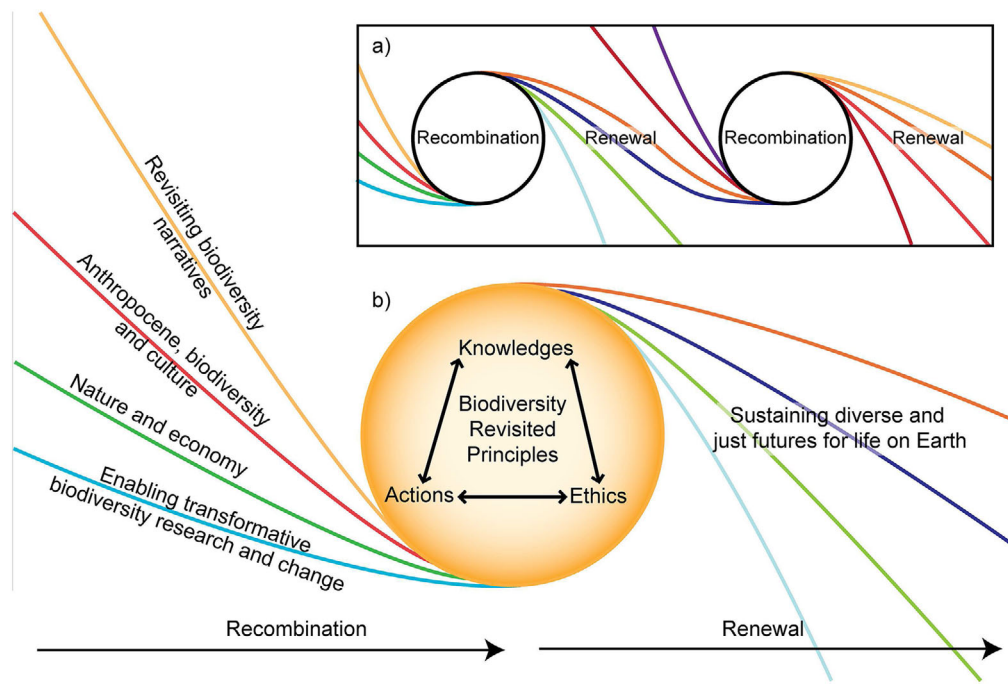 a)
Recombination
Renewal
Recombination
Renewal
Revisiting biodiversity
narratives
Anthropocene, biodiversity
and culture
Nature and economy
Enabling transformative
biodiversity research and change
b)
Knowledges
Biodiversity
Revisited
Principles
Actions
Ethics
Sustaining diverse and
just futures for life on Earth
Recombination
Renewal